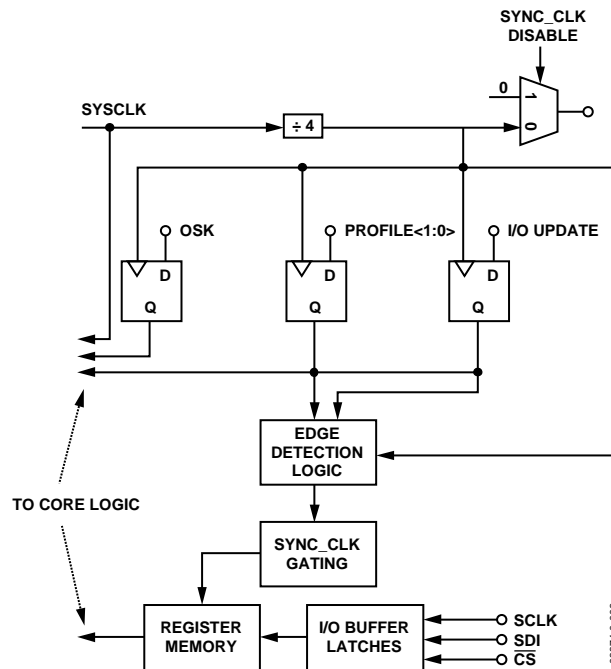 SYNC_CLK
DISABLE
0
1
0
SYSCLK
÷ 4
OSK
PROFILE<1:0>
I/O UPDATE
D
D
D
Q
Q
Q
EDGE
DETECTION
LOGIC
TO CORE LOGIC
SYNC_CLK
GATING
REGISTER
MEMORY
I/O BUFFER
LATCHES
SCLK
SDI
CS